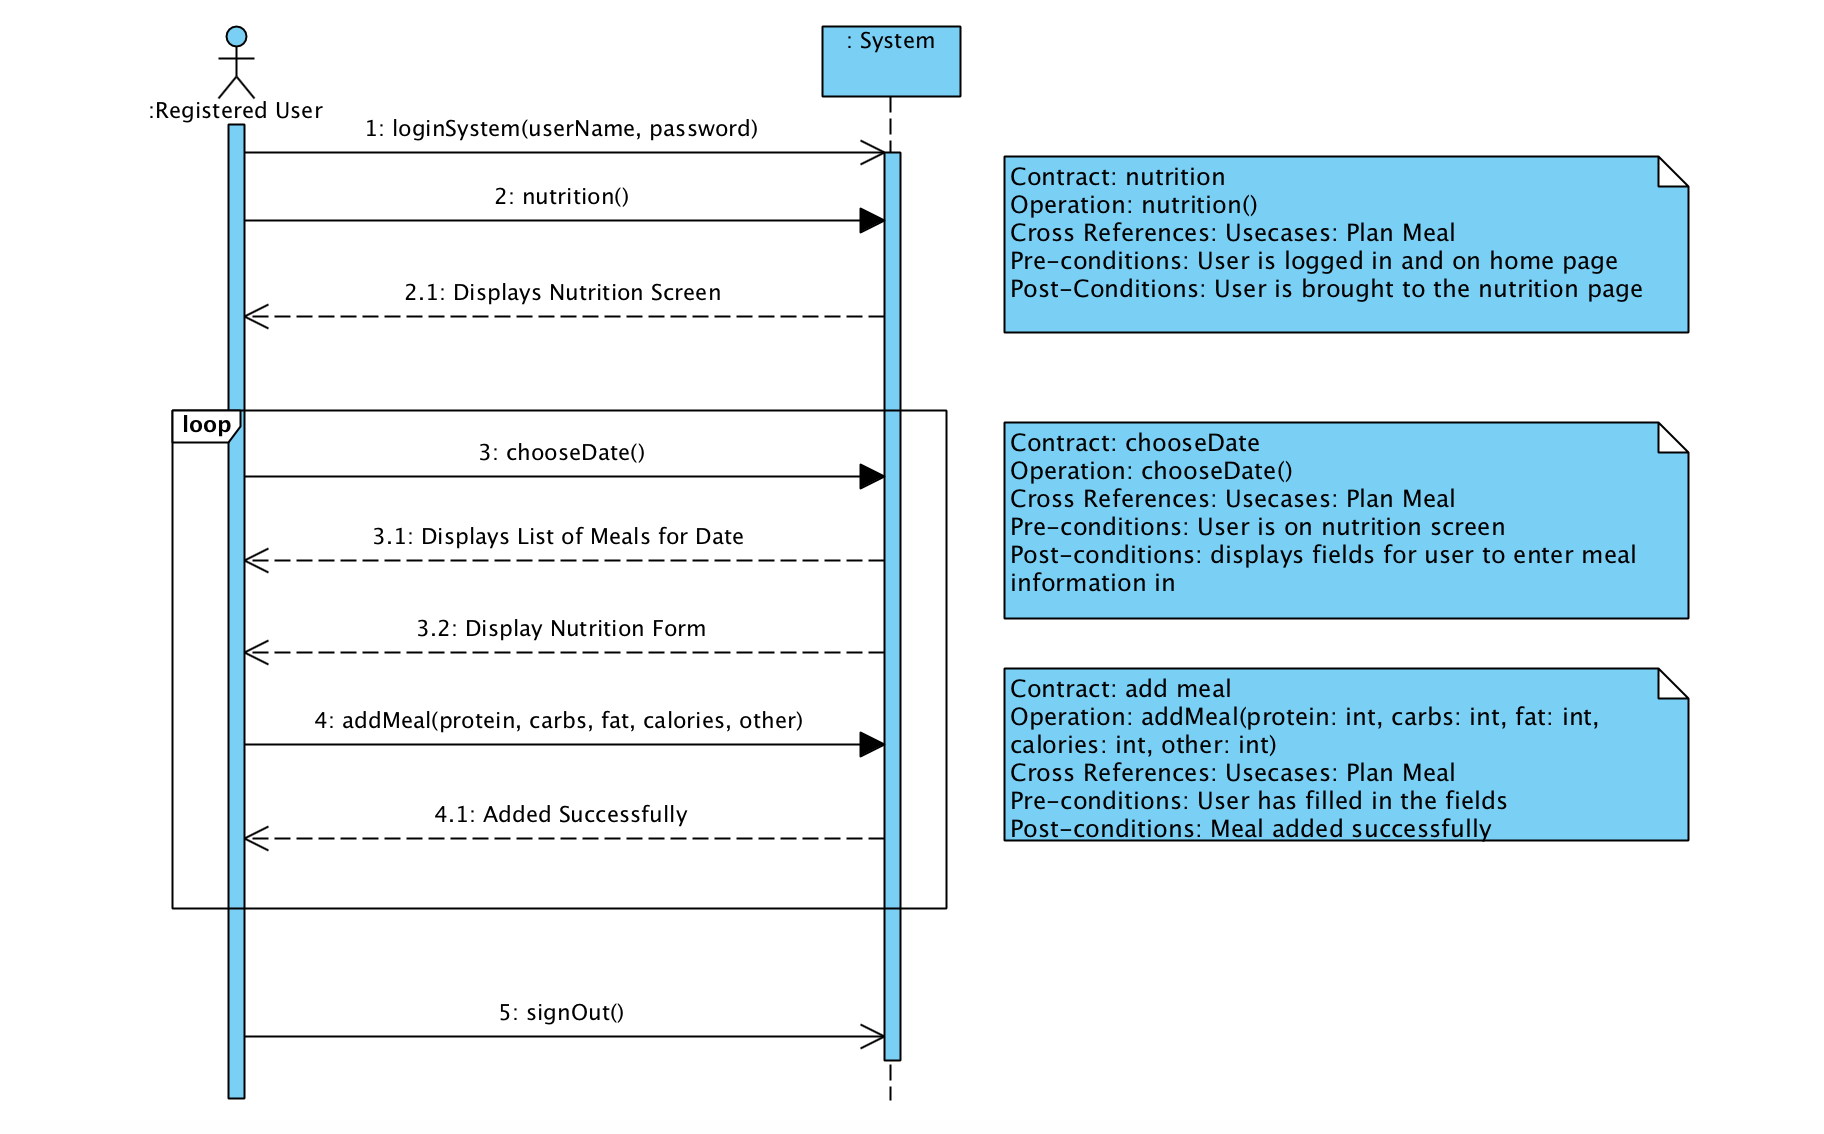 : System
:Registered User
1: loginSystem(userName, password)
2: nutrition()
2.1: Displays Nutrition Screen
loop
3: chooseDate()
3.1: Displays List of Meals for Date
3.2: Display Nutrition Form
4: addMeal(protein, carbs, fat, calories, other)
4.1: Added Successfully
5: signOut()
Contract: nutrition
Operation: nutrition()
Cross References: Usecases: Plan Meal
Pre-conditions: User is logged in and on home page
Post-Conditions: User is brought to the nutrition page
Contract: chooseDate
Operation: chooseDate()
Cross References: Usecases: Plan Meal
Pre-conditions: User is on nutrition screen
Post-conditions: displays fields for user to enter meal
information in
Contract: add meal
Operation: addMeal(protein: int, carbs: int, fat: int,
calories: int, other: int)
Cross References: Usecases: Plan Meal
Pre-conditions: User has filled in the fields
Post-conditions: Meal added successfully